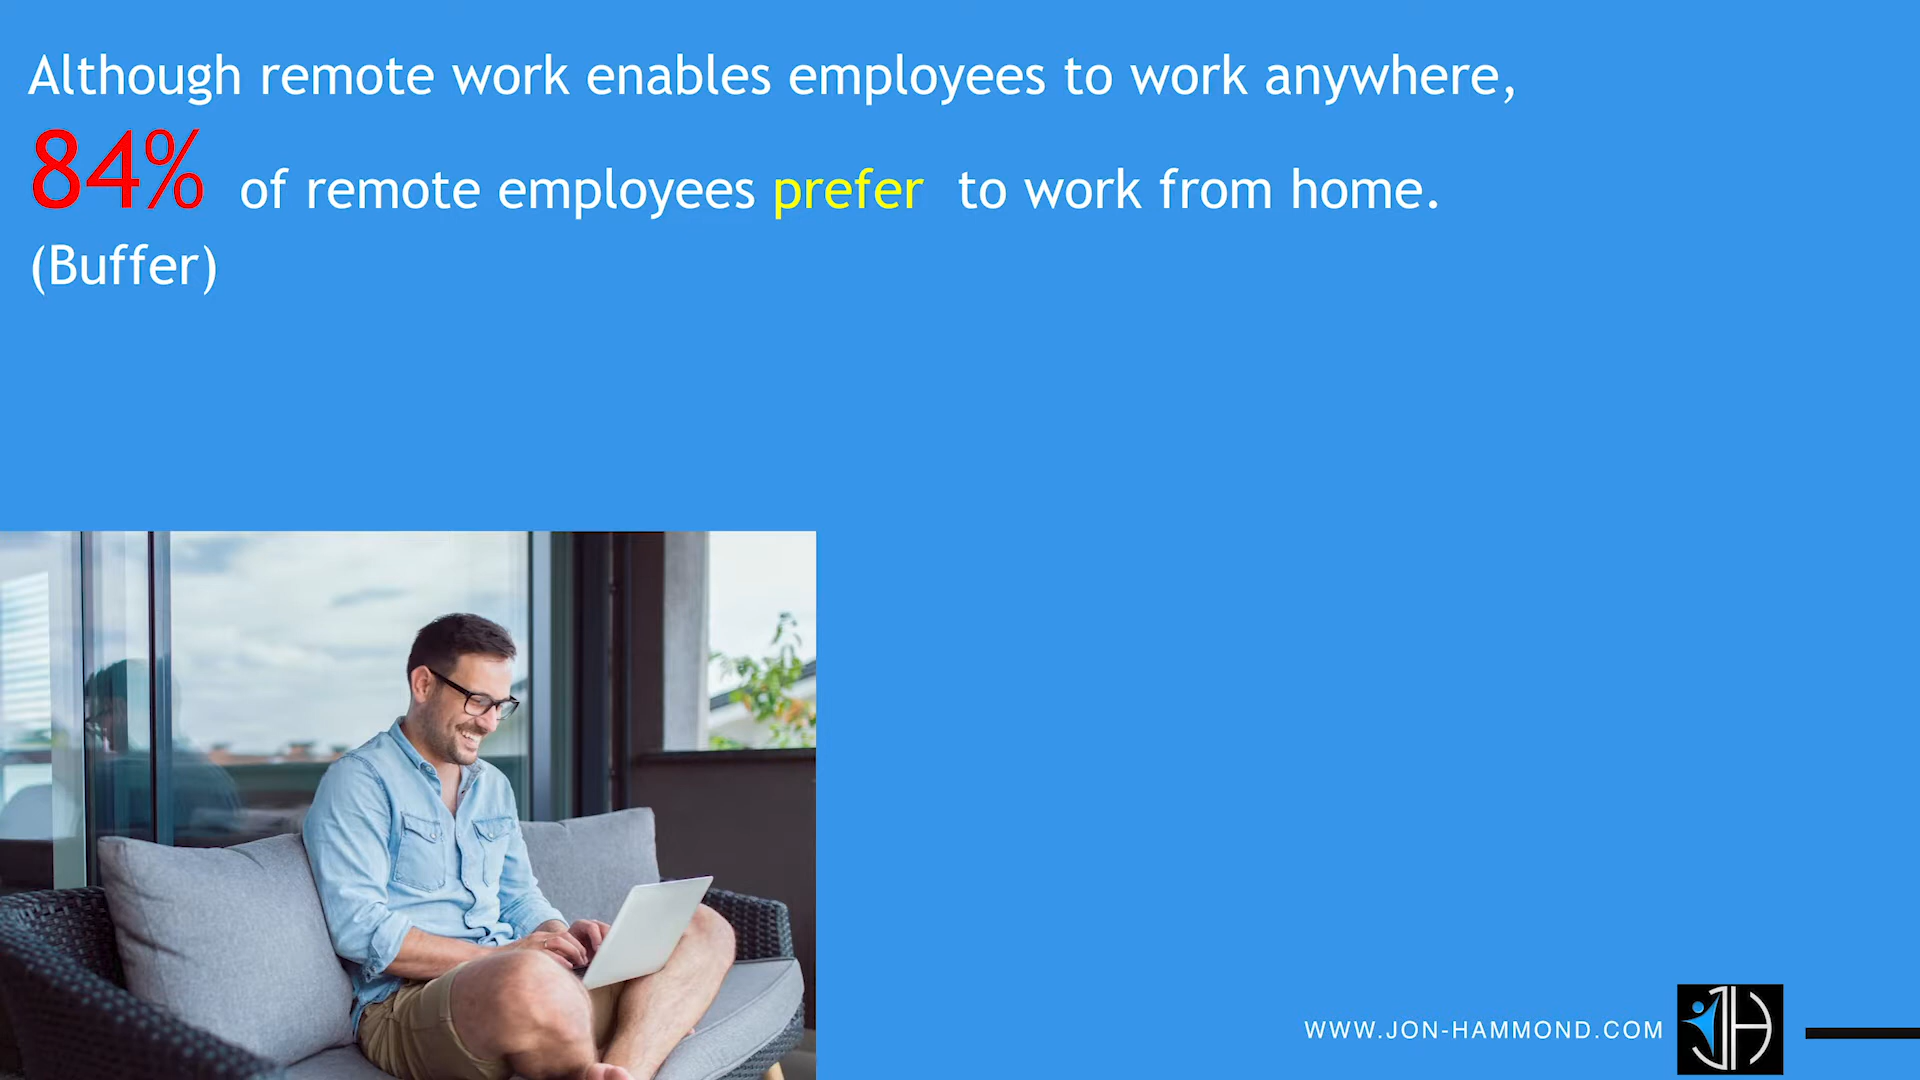 Although remote work enables employees to work anywhere,
84% of remote employees prefer to work from home.
(Buffer)
WWW.JON-HAMMOND.COM
JH